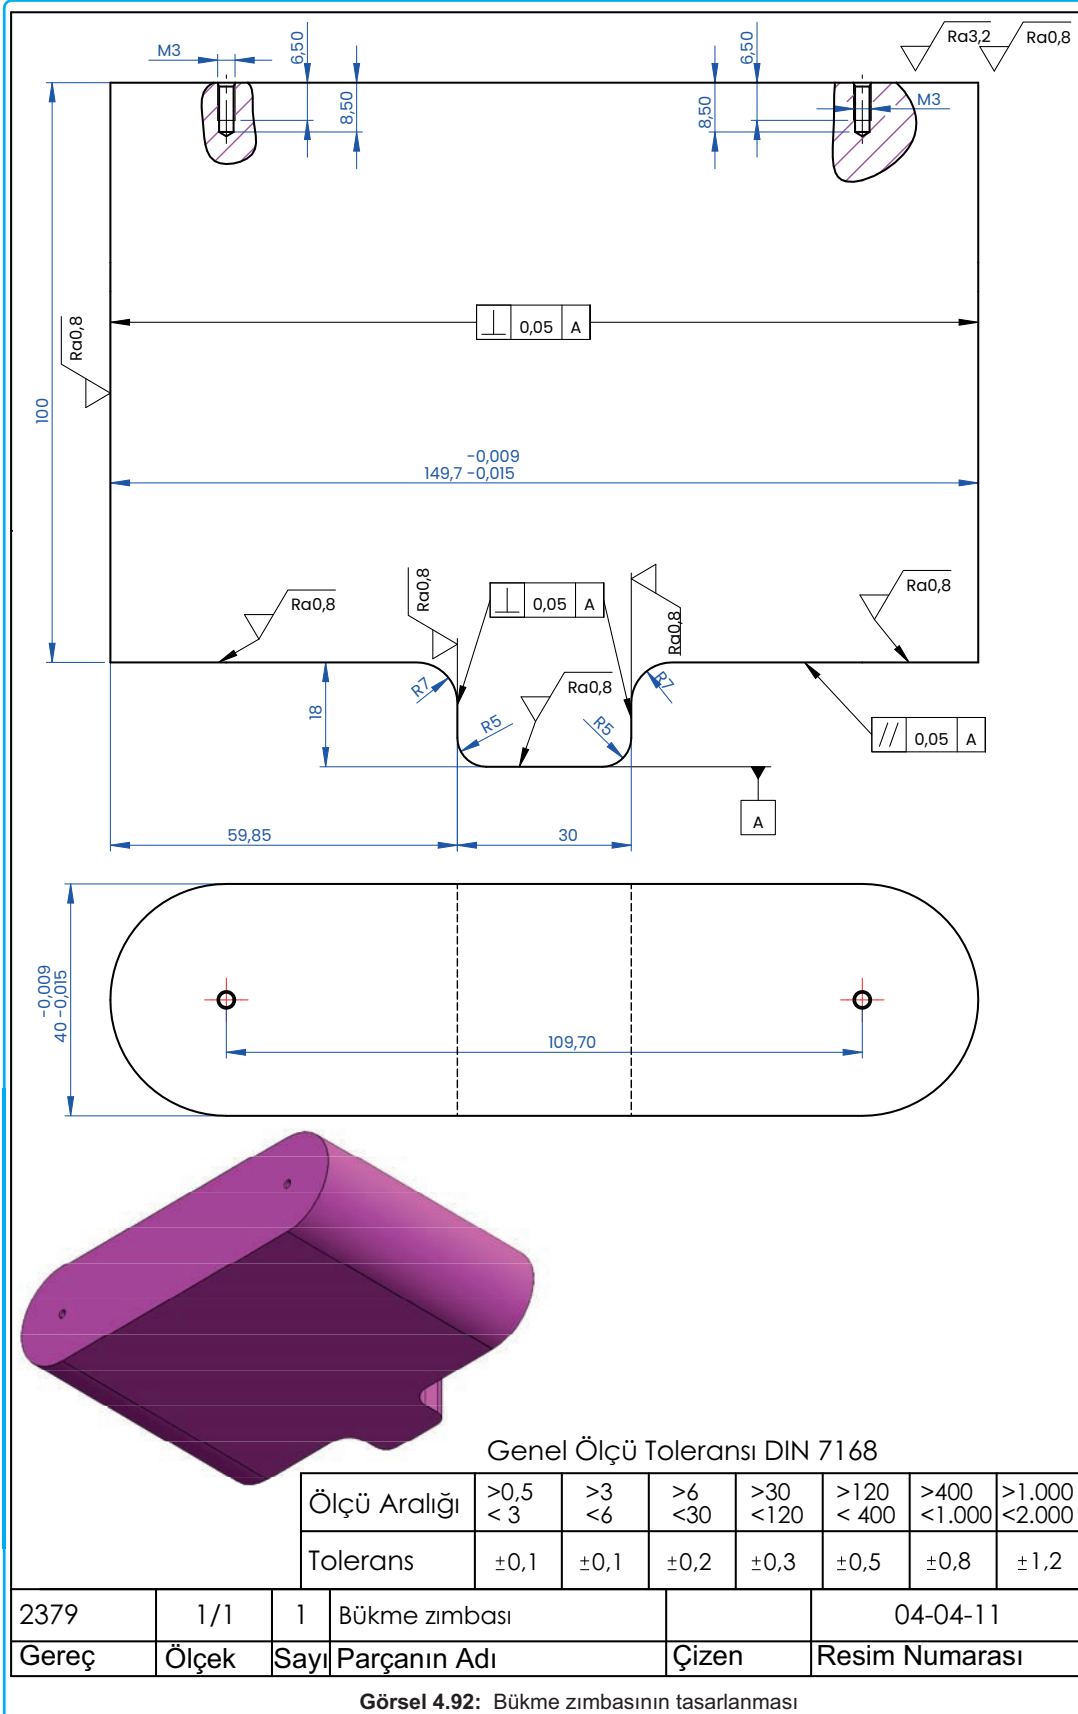 M3
6,50
8,50
6,50
8,50
M3
Ra3,2
Ra0,8
Ra0,8
100
0,05 A
-0,009
149,7 -0,015
Ra0,8
Ra0,8
0,05 A
Ra0,8
Ra0,8
R7
R7
18
R5
Ra0,8
R5
// 0,05 A
A
59,85
30
-0,009
40 -0,015
109,70
Genel Ölçü Toleransı DIN 7168
Ölçü Aralığı >0,5 < 3 >3 <6 >6 <30 >30 <120 >120 < 400 >400 <1.000 >1.000 <2.000
Tolerans ±0,1 ±0,1 ±0,2 ±0,3 ±0,5 ±0,8 ±1,2
2379 1/1 1 Bükme zımbası 04-04-11
Gereç Ölçek Sayı Parçanın Adı Çizen Resim Numarası
Görsel 4.92: Bükme zımbasının tasarlanması